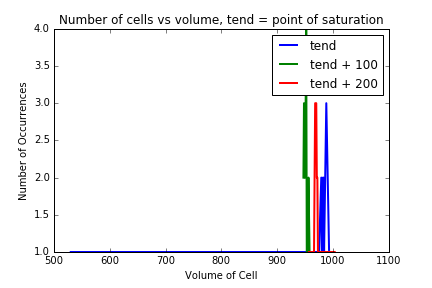 Number of cells vs volume, tend = point of saturation
4.0
3.5
3.0
2.5
2.0
1.5
1.0
Number of Occurrences
tend
tend + 100
tend + 200
500 600 700 800 900 1000 1100
Volume of Cell